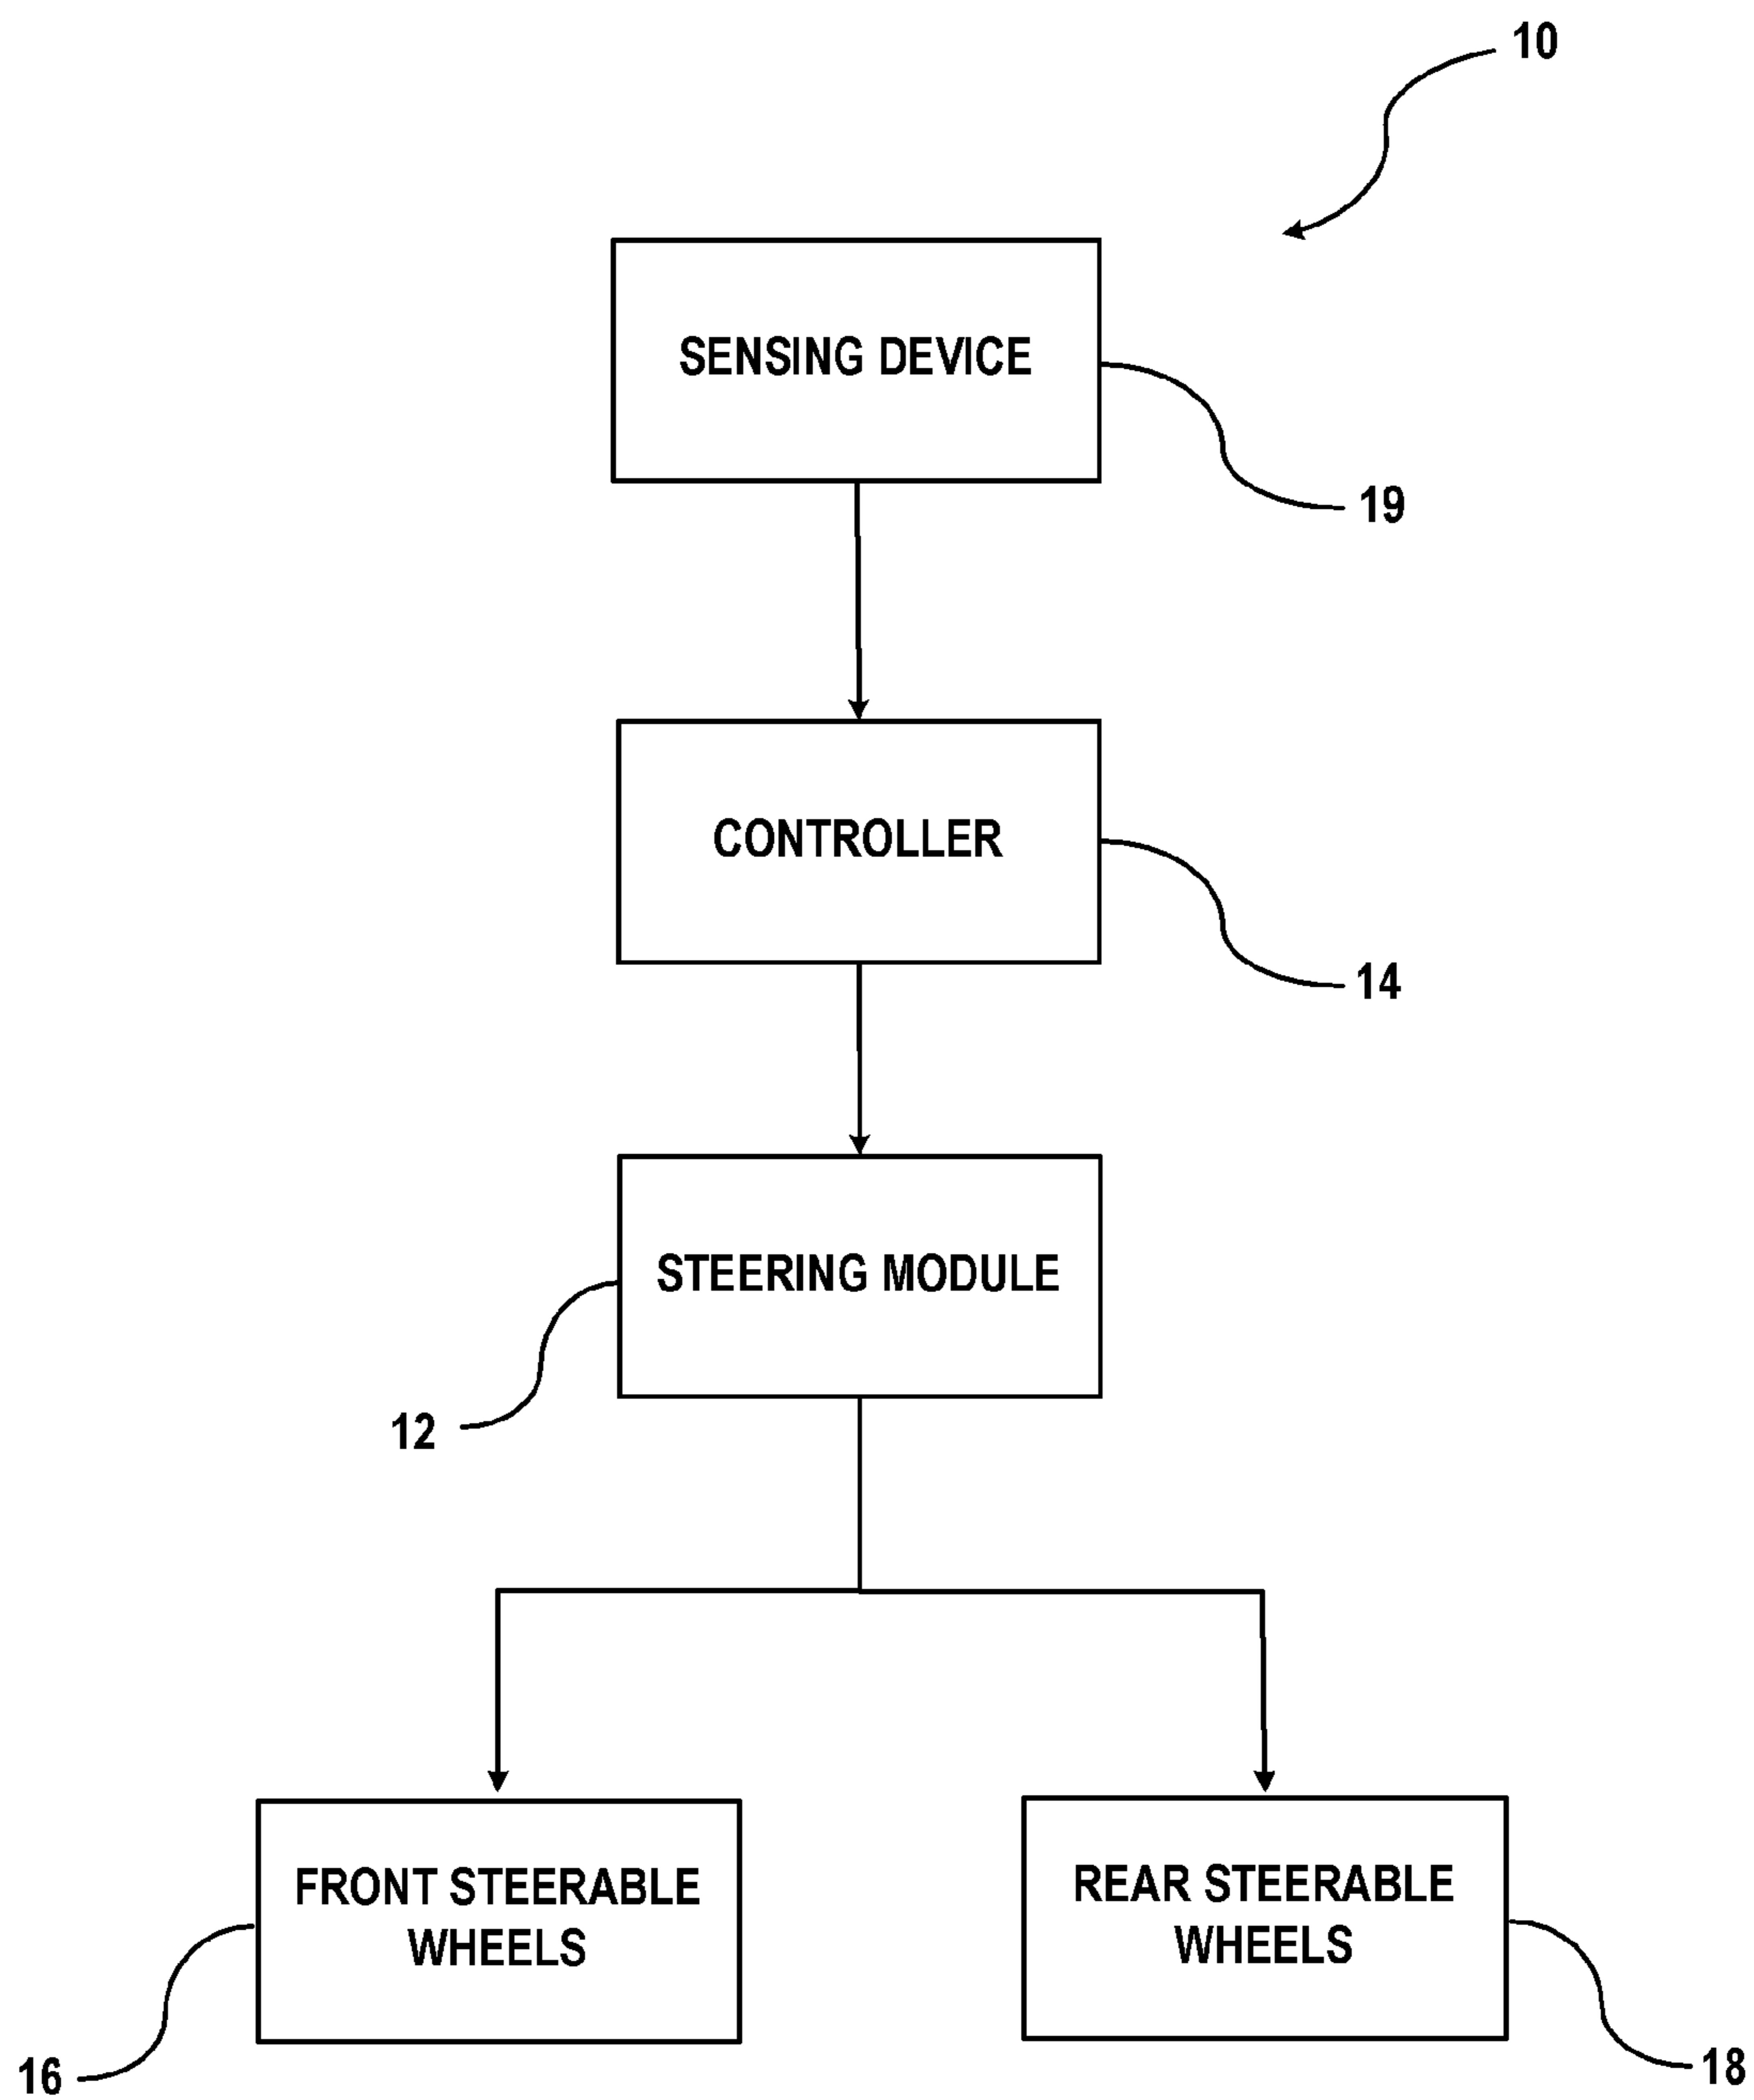 10
SENSING DEVICE
19
CONTROLLER
14
STEERING MODULE
12
FRONT STEERABLE
WHEELS
16
REAR STEERABLE
WHEELS
18